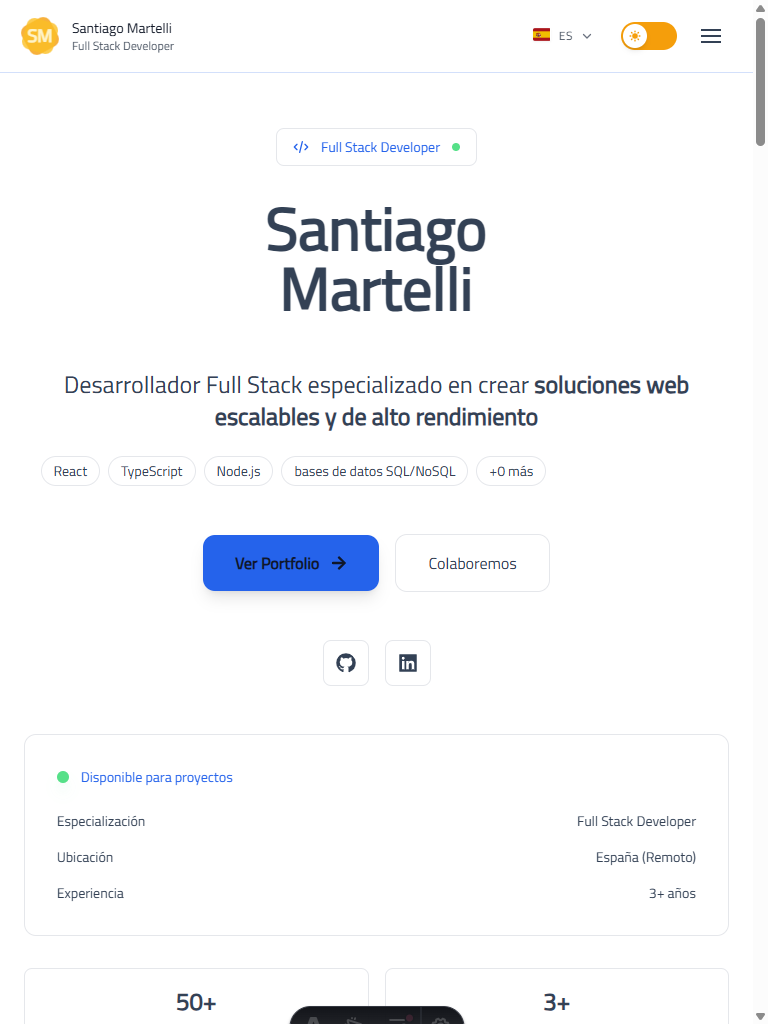 SM
Santiago Martelli
Full Stack Developer
ES
Full Stack Developer
Santiago
Martelli
Desarrollador Full Stack especializado en crear soluciones web
escalables y de alto rendimiento
React
TypeScript
Node.js
bases de datos SQL/NoSQL
+0 más
Ver Portfolio
Colaboremos
Disponible para proyectos
Especialización
Full Stack Developer
Ubicación
España (Remoto)
Experiencia
3+ años
50+
3+